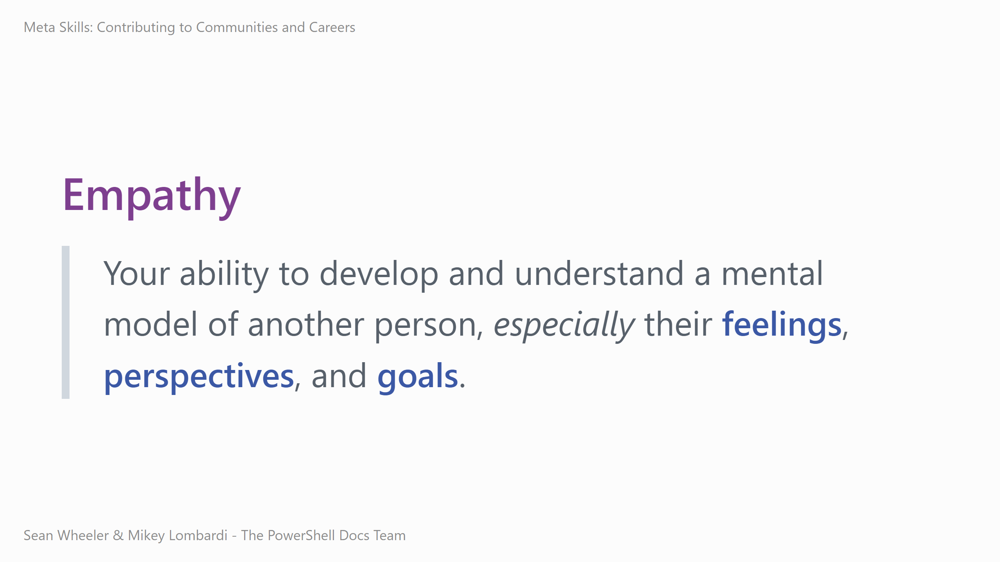 Meta Skills: Contributing to Communities and Careers
Empathy
Your ability to develop and understand a mental
model of another person, especially their feelings,
perspectives, and goals.
Sean Wheeler & Mikey Lombardi - The PowerShell Docs Team